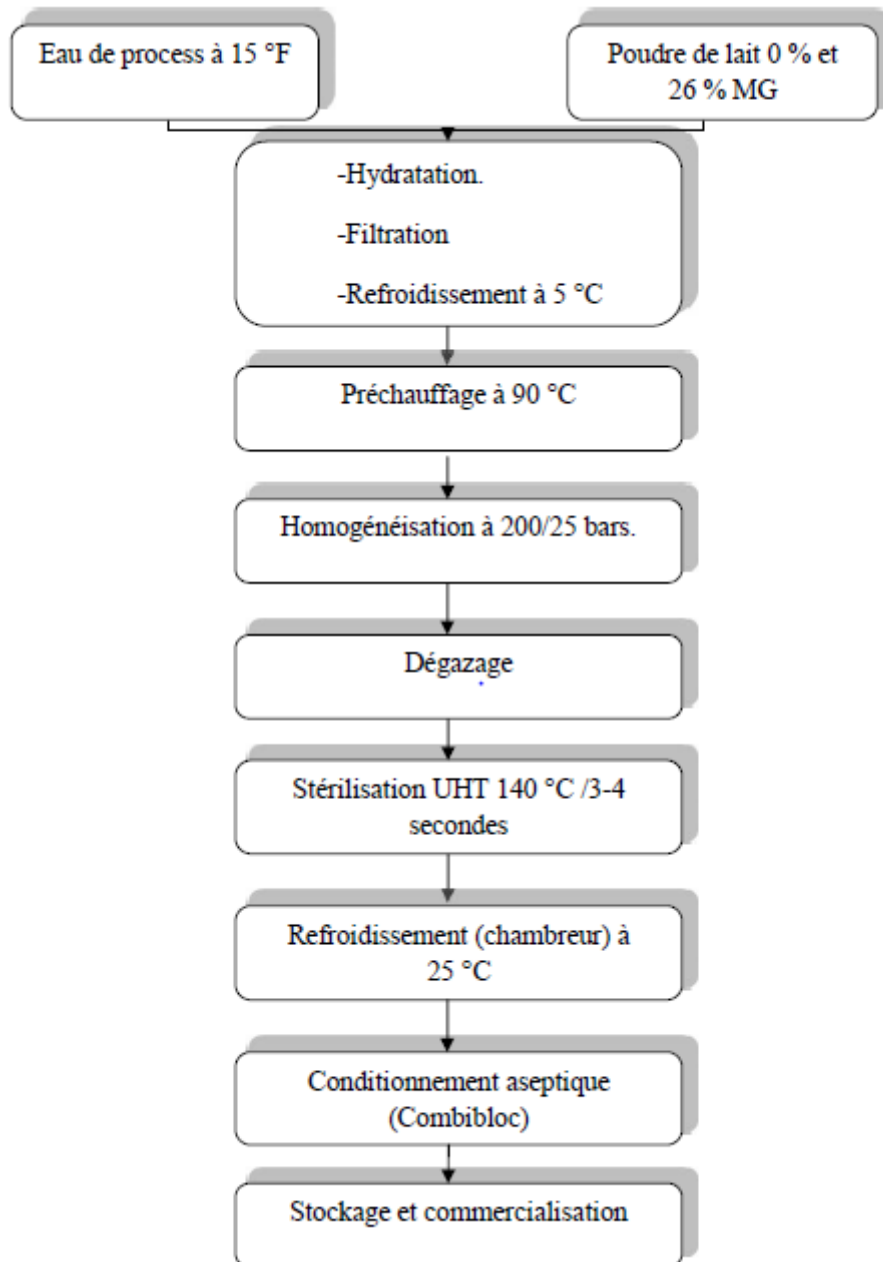 Eau de process à 15 °F
Poudre de lait 0 % et
26 % MG
-Hydratation.
-Filtration
-Refroidissement à 5 °C
Préchauffage à 90 °C
Homogénéisation à 200/25 bars.
Dégazage
Stérilisation UHT 140 °C /3-4
secondes
Refroidissement (chambreur) à
25 °C
Conditionnement aseptique
(Combibloc)
Stockage et commercialisation